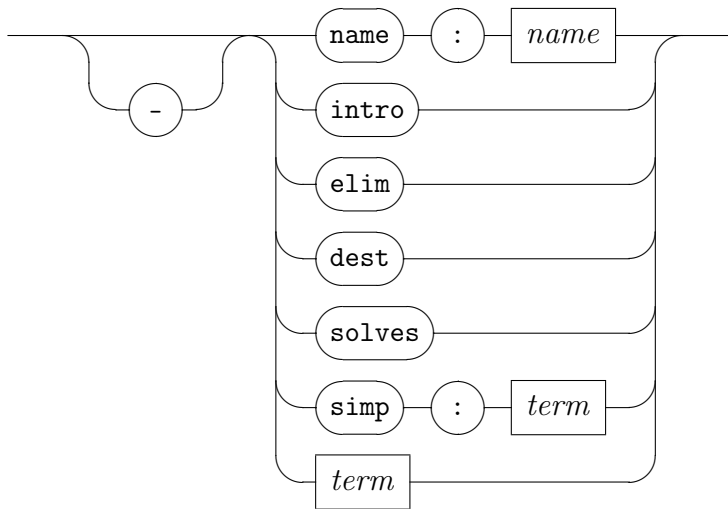 name : name
-
intro
elim
dest
solves
simp : term
term